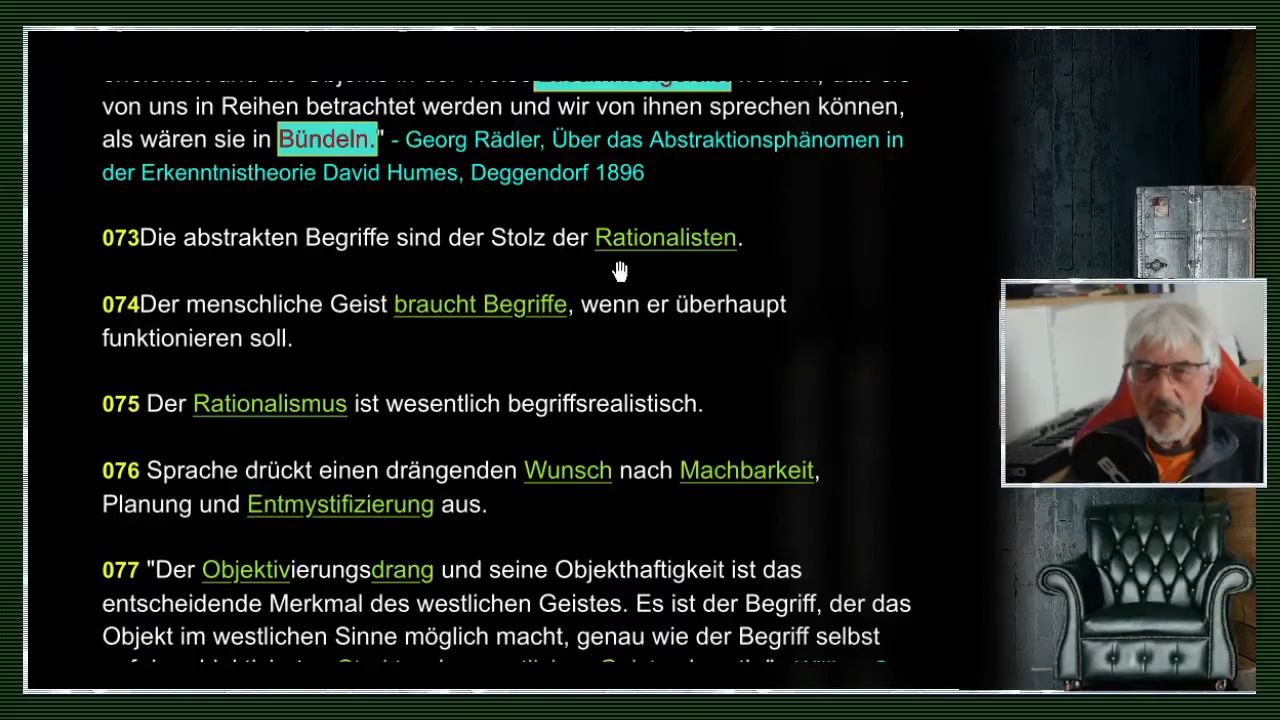 von uns in Reihen betrachtet werden und wir von ihnen sprechen können,
als wären sie in Bündeln." - Georg Rädler, Über das Abstraktionsphänomen in
der Erkenntnistheorie David Humes, Deggendorf 1896
073Die abstrakten Begriffe sind der Stolz der Rationalisten.
074Der menschliche Geist braucht Begriffe, wenn er überhaupt
funktionieren soll.
075 Der Rationalismus ist wesentlich begriffsrealistisch.
076 Sprache drückt einen drängenden Wunsch nach Machbarkeit,
Planung und Entmystifizierung aus.
077 "Der Objektivierungsdrang und seine Objekthaftigkeit ist das
entscheidende Merkmal des westlichen Geistes. Es ist der Begriff, der das
Objekt im westlichen Sinne möglich macht, genau wie der Begriff selbst